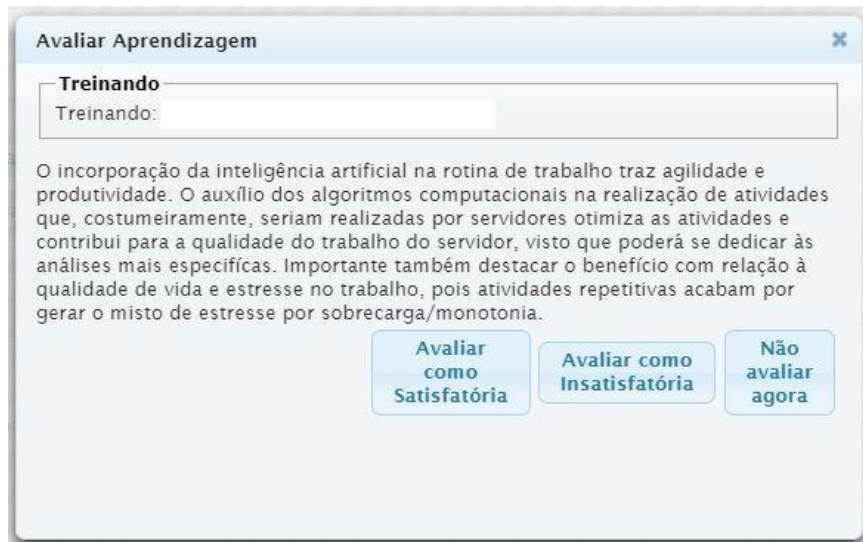 Avaliar Aprendizagem
Treinando
Treinando:
O incorporação da inteligência artificial na rotina de trabalho traz agilidade e
produtividade. O auxílio dos algoritmos computacionais na realização de atividades
que, costumeiramente, seriam realizadas por servidores otimiza as atividades e
contribui para a qualidade do trabalho do servidor, visto que poderá se dedicar às
análises mais específicas. Importante também destacar o benefício com relação à
qualidade de vida e estresse no trabalho, pois atividades repetitivas acabam por
gerar o misto de estresse por sobrecarga/monotonia.
Avaliar
como
Satisfatória
Avaliar como
Insatisfatória
Não
avaliar
agora